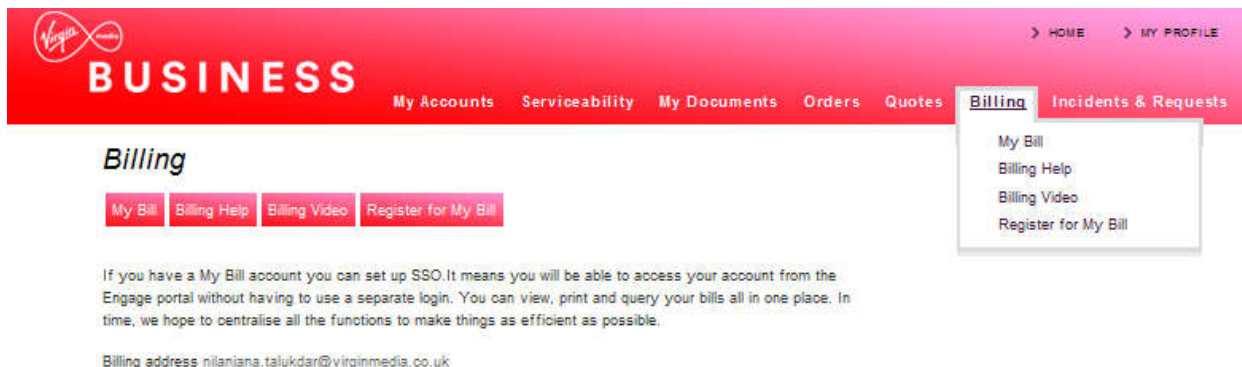 Virgin media
BUSINESS
HOME MY PROFILE
My Accounts Serviceability My Documents Orders Quotes Billing Incidents & Requests
My Bill
Billing Help
Billing Video
Register for My Bill
Billing
My Bill Billing Help Billing Video Register for My Bill
If you have a My Bill account you can set up SSO.It means you will be able to access your account from the
Engage portal without having to use a separate login. You can view, print and query your bills all in one place. In
time, we hope to centralise all the functions to make things as efficient as possible.
Billing address nilanjana.talukdar@virginmedia.co.uk